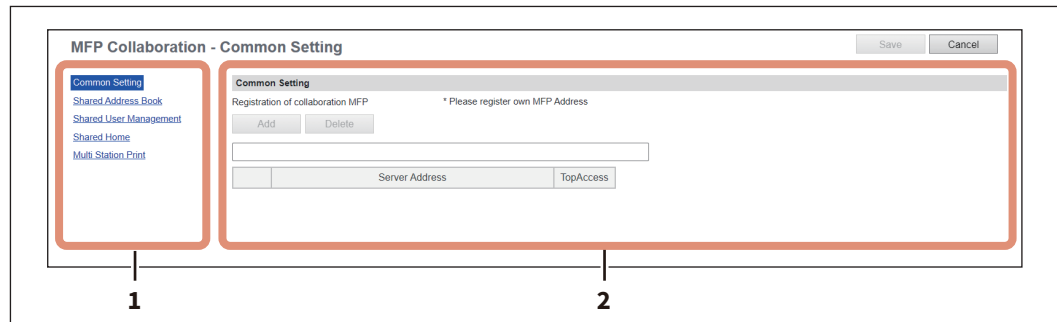 MFP Collaboration - Common Setting
Save Cancel
Common Setting
Shared Address Book
Shared User Management
Shared Home
Multi Station Print
Common Setting
Registration of collaboration MFP * Please register own MFP Address
Add Delete
Server Address TopAccess
1 2